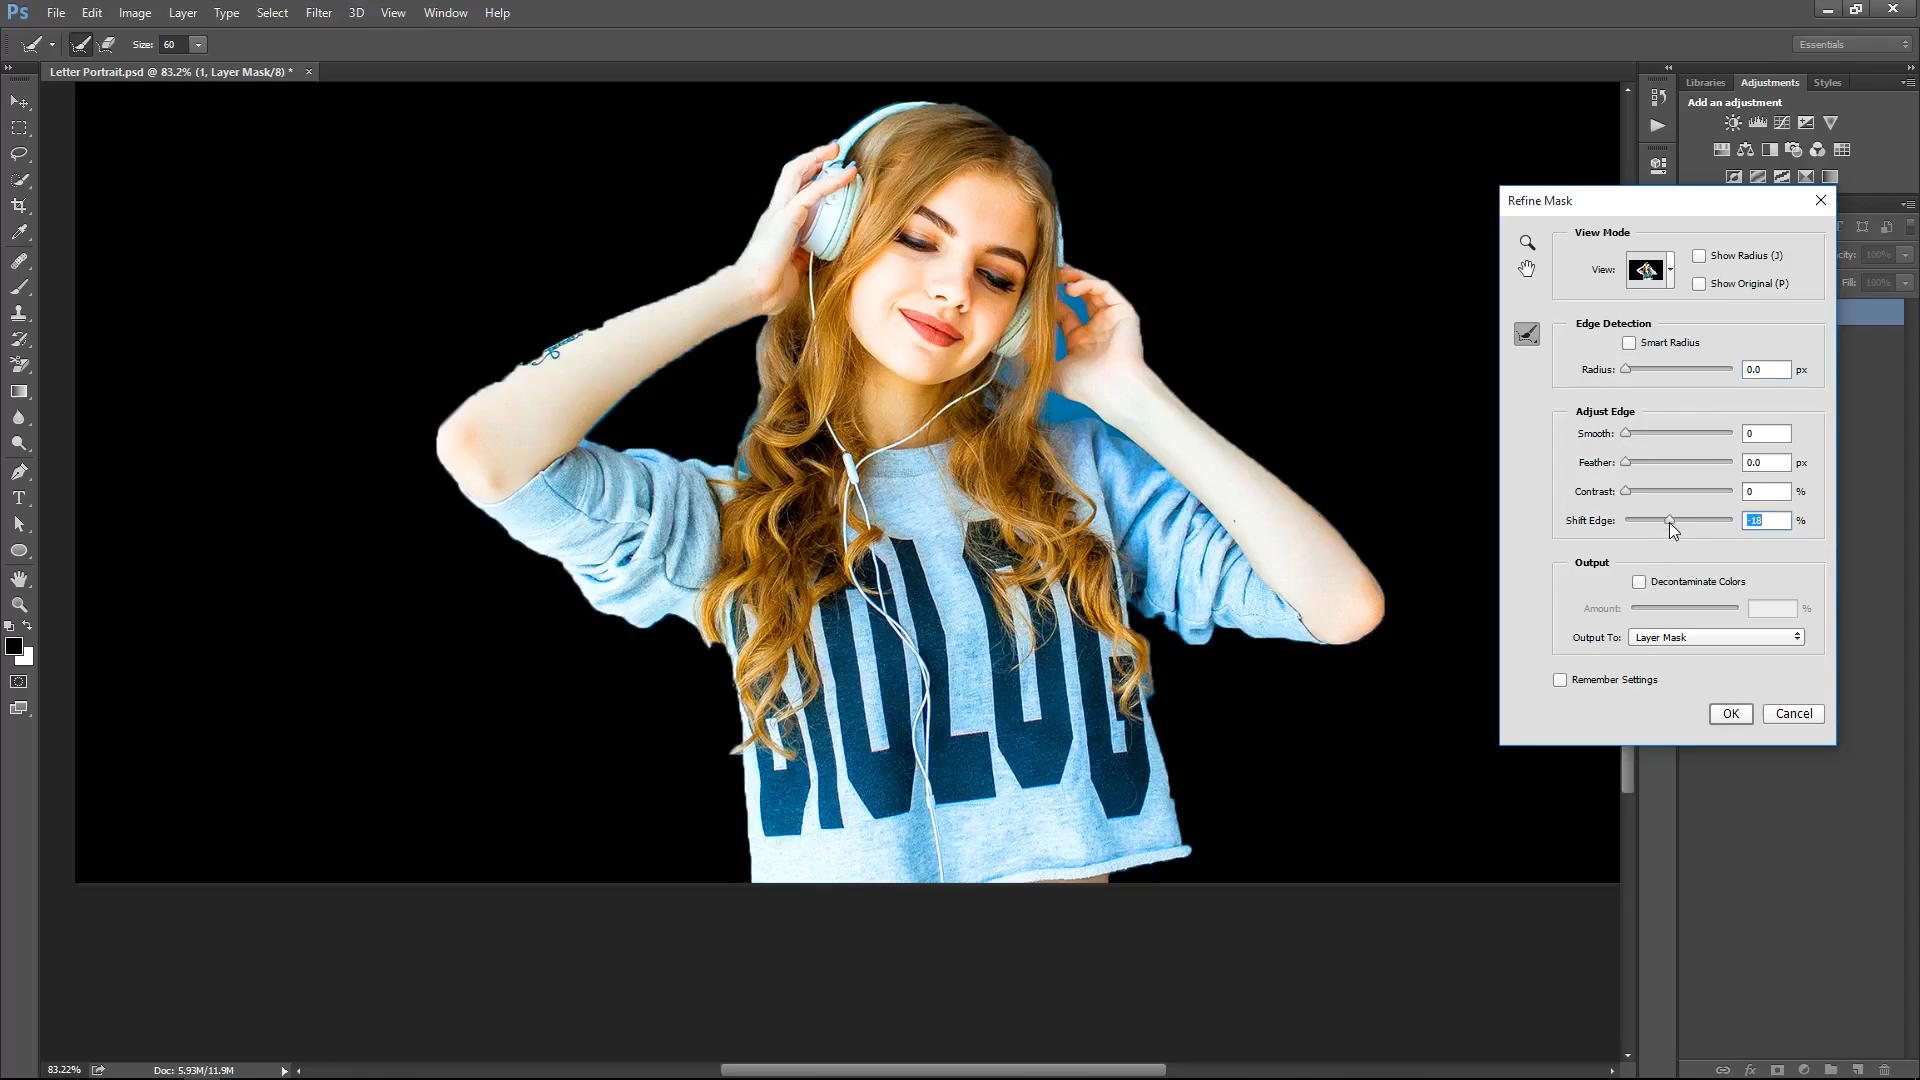 Ps File Edit Image Layer Type Select Filter 3D View Window Help
Size: 60
Essentials
Letter Portrait.psd @ 83.2% (1, Layer Mask/8) *
Libraries Adjustments Styles
Add an adjustment
Refine Mask
View Mode
View:
Show Radius (J)
Show Original (P)
Edge Detection
Smart Radius
Radius: 0.0 px
Adjust Edge
Smooth: 0
Feather: 0.0 px
Contrast: 0 %
Shift Edge: -18 %
Output
Decontaminate Colors
Amount: %
Output To: Layer Mask
Remember Settings
OK Cancel
100%
Fill: 100%
83.22% Doc: 5.93M/11.9M